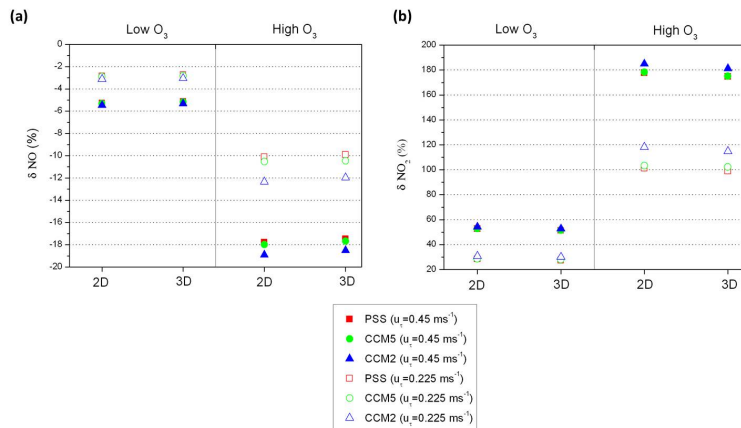 (a)
Low O3 High O3
δ NO (%)
0
-2
-4
-6
-8
-10
-12
-14
-16
-18
-20
2D 3D 2D 3D
(b)
Low O3 High O3
δ NO2 (%)
200
180
160
140
120
100
80
60
40
20
2D 3D 2D 3D
PSS (uτ=0.45 ms-1)
CCM5 (uτ=0.45 ms-1)
CCM2 (uτ=0.45 ms-1)
PSS (uτ=0.225 ms-1)
CCM5 (uτ=0.225 ms-1)
CCM2 (uτ=0.225 ms-1)